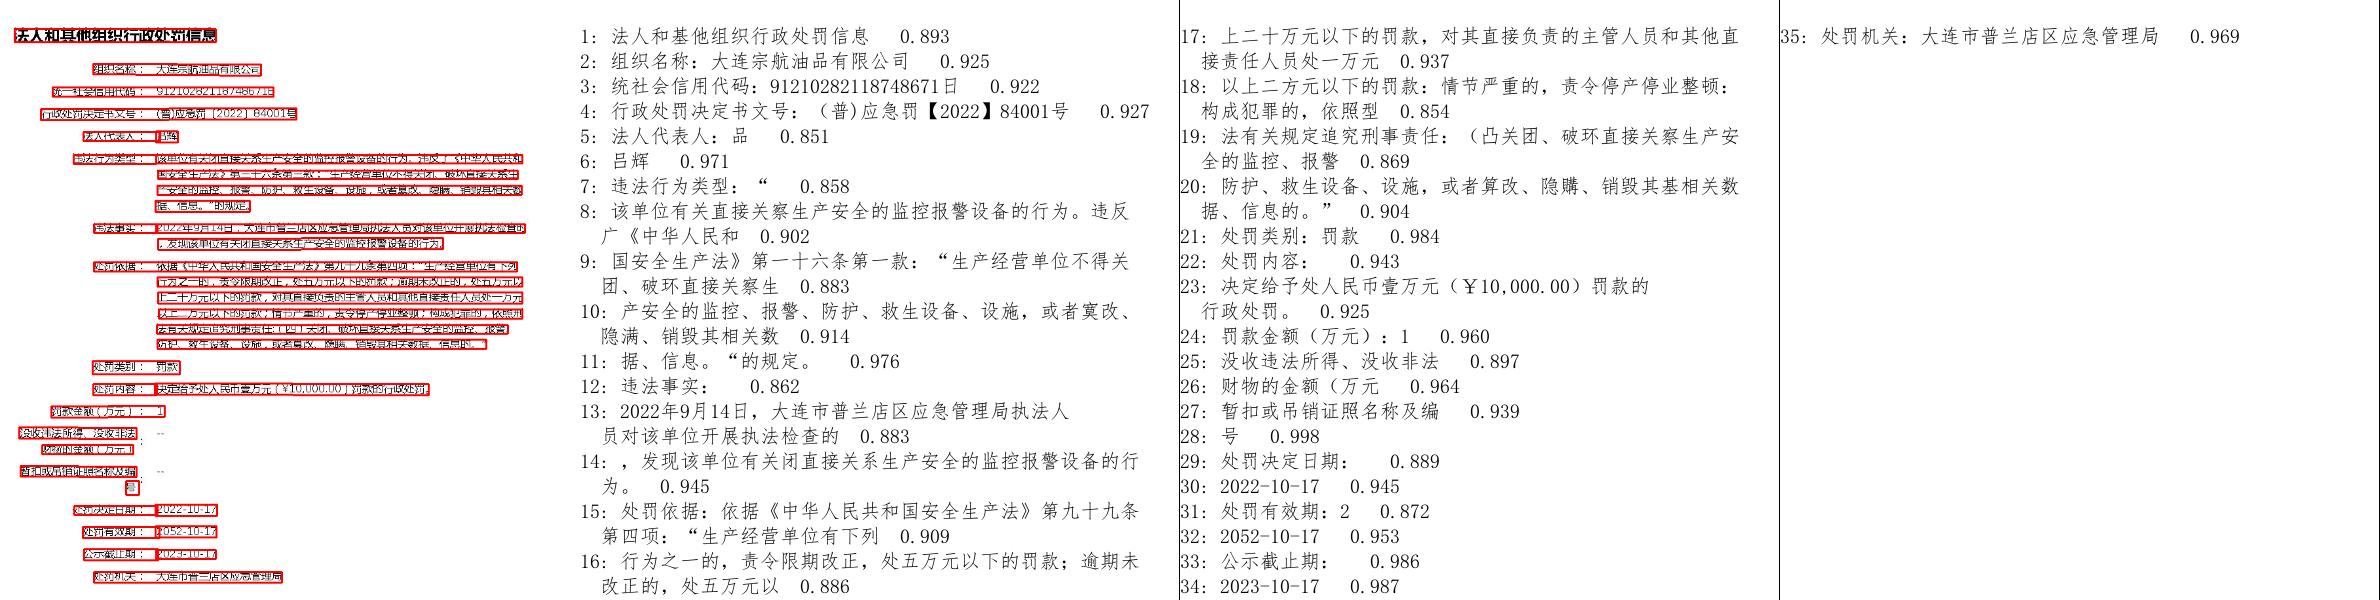 法人和其他组织行政处罚信息
组织名称： 大连宗航油品有限公司
统一社会信用代码： 91210282118748671B
行政处罚决定书文号： (普)应急罚〔2022〕84001号
法人代表人： 吕辉
违法行为类型： 该单位有关闭直接关系生产安全的监控报警设备的行为。违反了《中华人民共和
国安全生产法》第三十六条第三款：“生产经营单位不得关闭、破坏直接关系生
产安全的监控、报警、防护、救生设备、设施，或者篡改、隐瞒、销毁其相关数
据、信息。”的规定。
违法事实： 2022年9月14日，大连市普兰店区应急管理局执法人员对该单位开展执法检查时
，发现该单位有关闭直接关系生产安全的监控报警设备的行为。
处罚依据： 依据《中华人民共和国安全生产法》第九十九条第四项：“生产经营单位有下列
行为之一的，责令限期改正，处五万元以下的罚款；逾期未改正的，处五万元以
上二十万元以下的罚款，对其直接负责的主管人员和其他直接责任人员处一万元
以上二万元以下的罚款；情节严重的，责令停产停业整顿；构成犯罪的，依照刑
法有关规定追究刑事责任:（四）关闭、破坏直接关系生产安全的监控、报警、
防护、救生设备、设施，或者篡改、隐瞒、销毁其相关数据、信息的。”
处罚类别： 罚款
处罚内容： 决定给予处人民币壹万元（¥10,000.00）罚款的行政处罚。
罚款金额（万元）： 1
没收违法所得、没收非法 --
财物的金额（万元）：
暂扣或吊销证照名称及编 --
号：
处罚决定日期： 2022-10-17
处罚有效期： 2052-10-17
公示截止期： 2023-10-17
处罚机关： 大连市普兰店区应急管理局
1: 法人和基他组织行政处罚信息 0.893
2: 组织名称：大连宗航油品有限公司 0.925
3: 统社会信用代码：91210282118748671日 0.922
4: 行政处罚决定书文号：（普)应急罚【2022】84001号 0.927
5: 法人代表人：品 0.851
6: 吕辉 0.971
7: 违法行为类型：“ 0.858
8: 该单位有关直接关察生产安全的监控报警设备的行为。违反
广《中华人民和 0.902
9: 国安全生产法》第一十六条第一款：“生产经营单位不得关
团、破环直接关察生 0.883
10: 产安全的监控、报警、防护、救生设备、设施，或者寞改、
隐满、销毁其相关数 0.914
11: 据、信息。“的规定。 0.976
12: 违法事实： 0.862
13: 2022年9月14日，大连市普兰店区应急管理局执法人
员对该单位开展执法检查的 0.883
14: ，发现该单位有关闭直接关系生产安全的监控报警设备的行
为。 0.945
15: 处罚依据：依据《中华人民共和国安全生产法》第九十九条
第四项：“生产经营单位有下列 0.909
16: 行为之一的，责令限期改正，处五万元以下的罚款；逾期未
改正的，处五万元以 0.886
17: 上二十万元以下的罚款，对其直接负责的主管人员和其他直
接责任人员处一万元 0.937
18: 以上二方元以下的罚款：情节严重的，责令停产停业整顿：
构成犯罪的，依照型 0.854
19: 法有关规定追究刑事责任：（凸关团、破环直接关察生产安
全的监控、报警 0.869
20: 防护、救生设备、设施，或者算改、隐購、销毁其基相关数
据、信息的。” 0.904
21: 处罚类别：罚款 0.984
22: 处罚内容： 0.943
23: 决定给予处人民币壹万元（￥10,000.00）罚款的
行政处罚。 0.925
24: 罚款金额（万元）：1 0.960
25: 没收违法所得、没收非法 0.897
26: 财物的金额（万元 0.964
27: 暂扣或吊销证照名称及编 0.939
28: 号 0.998
29: 处罚决定日期： 0.889
30: 2022-10-17 0.945
31: 处罚有效期：2 0.872
32: 2052-10-17 0.953
33: 公示截止期： 0.986
34: 2023-10-17 0.987
35: 处罚机关：大连市普兰店区应急管理局 0.969